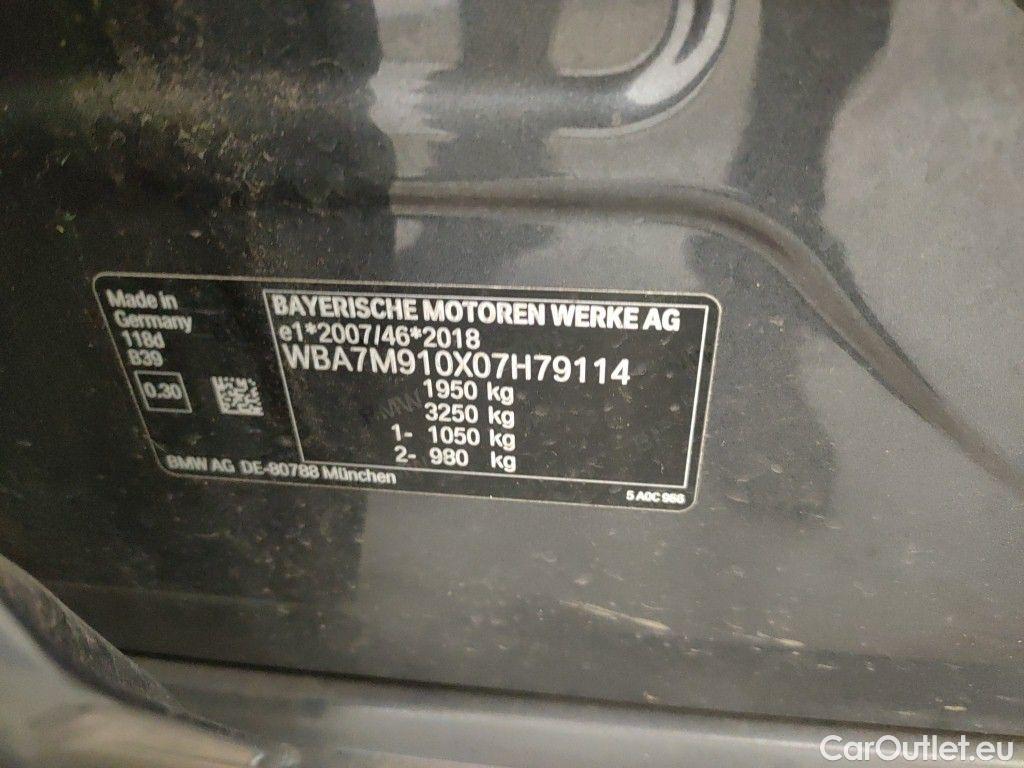 Made in
Germany
118d
B39
0.30
BAYERISCHE MOTOREN WERKE AG
e1*2007/46*2018
WBA7M910X07H79114
1950 kg
3250 kg
1- 1050 kg
2- 980 kg
BMW AG DE-80788 München
5 A0C 966
CarOutlet.eu